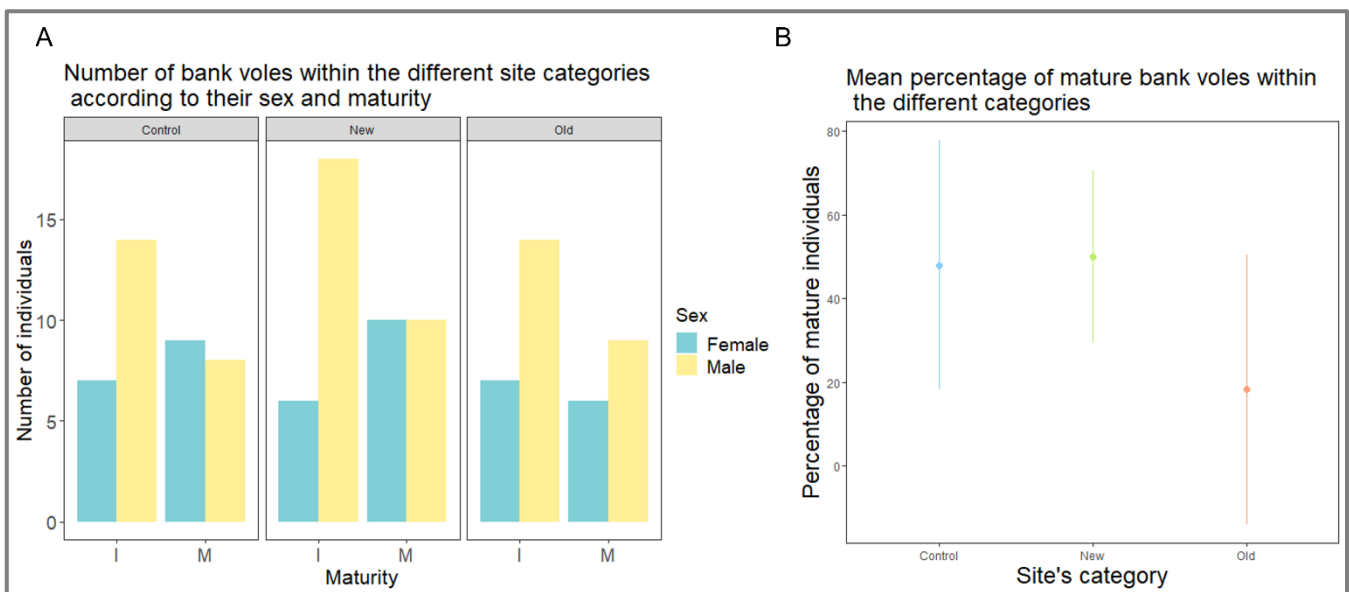 A
Number of bank voles within the different site categories
according to their sex and maturity
Control
New
Old
Number of individuals
15
10
5
0
I
M
I
M
I
M
Maturity
Sex
Female
Male
B
Mean percentage of mature bank voles within
the different categories
Percentage of mature individuals
80
60
40
20
0
Control
New
Old
Site's category